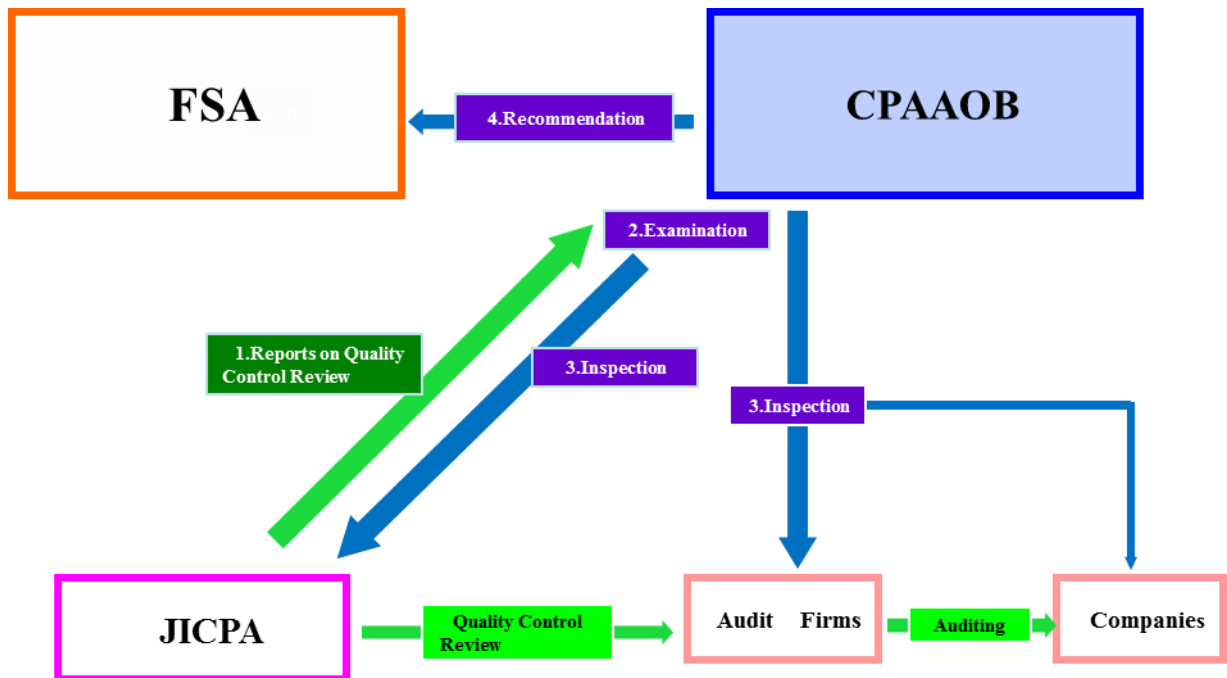 FSA
CPAAOB
4.Recommendation
2.Examination
1.Reports on Quality
Control Review
3.Inspection
3.Inspection
JICPA
Quality Control
Review
Audit Firms
Auditing
Companies